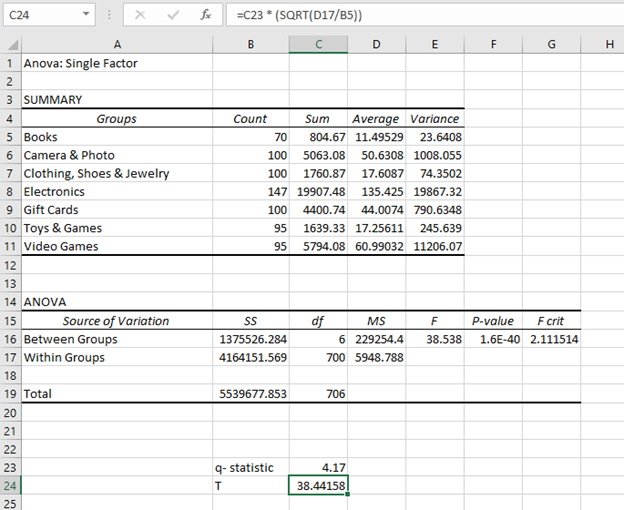 C24 fx =C23 * (SQRT(D17/B5))
A B C D E F G H
1 Anova: Single Factor
2
3 SUMMARY
4 Groups Count Sum Average Variance
5 Books 70 804.67 11.49529 23.6408
6 Camera & Photo 100 5063.08 50.6308 1008.055
7 Clothing, Shoes & Jewelry 100 1760.87 17.6087 74.3502
8 Electronics 147 19907.48 135.425 19867.32
9 Gift Cards 100 4400.74 44.0074 790.6348
10 Toys & Games 95 1639.33 17.25611 245.639
11 Video Games 95 5794.08 60.99032 11206.07
12
13
14 ANOVA
15 Source of Variation SS df MS F P-value F crit
16 Between Groups 1375526.284 6 229254.4 38.538 1.6E-40 2.111514
17 Within Groups 4164151.569 700 5948.788
18
19 Total 5539677.853 706
20
21
22
23 q- statistic 4.17
24 T 38.44158
25